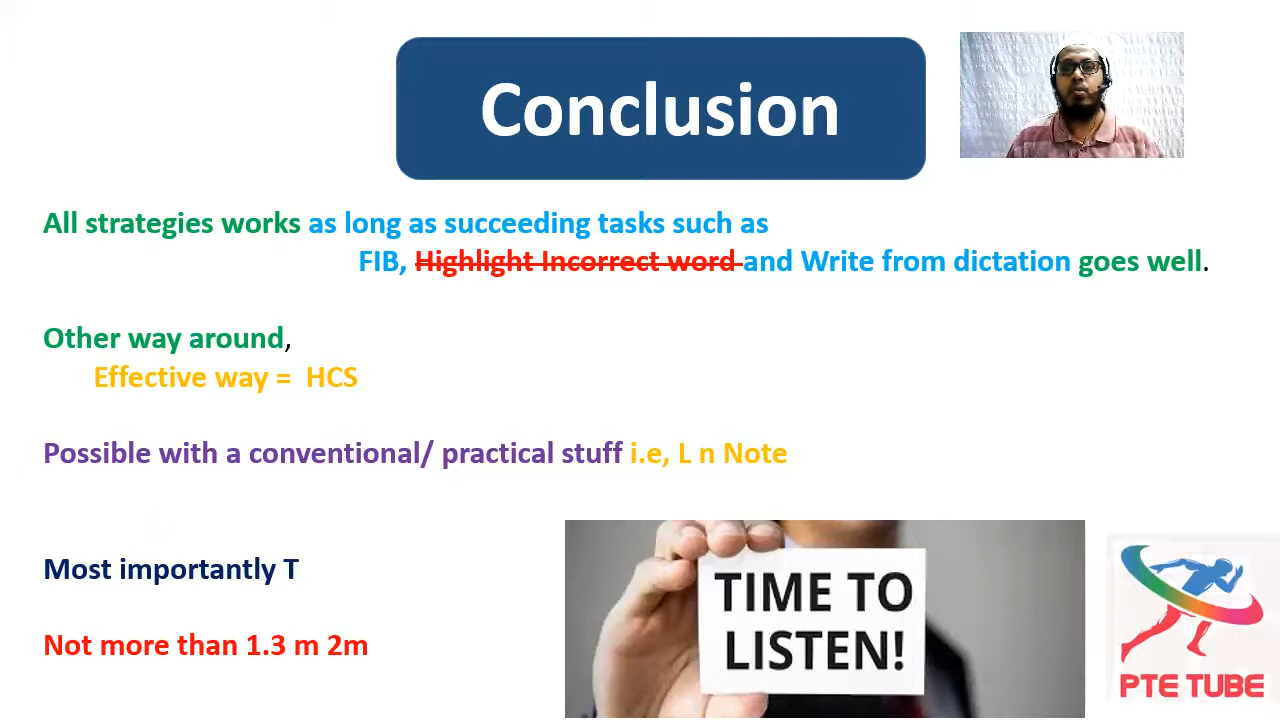 Conclusion
All strategies works as long as succeeding tasks such as
FIB, Highlight Incorrect word and Write from dictation goes well.
Other way around,
Effective way = HCS
Possible with a conventional/ practical stuff i.e, L n Note
Most importantly T
Not more than 1.3 m 2m
TIME TO
LISTEN!
PTE TUBE